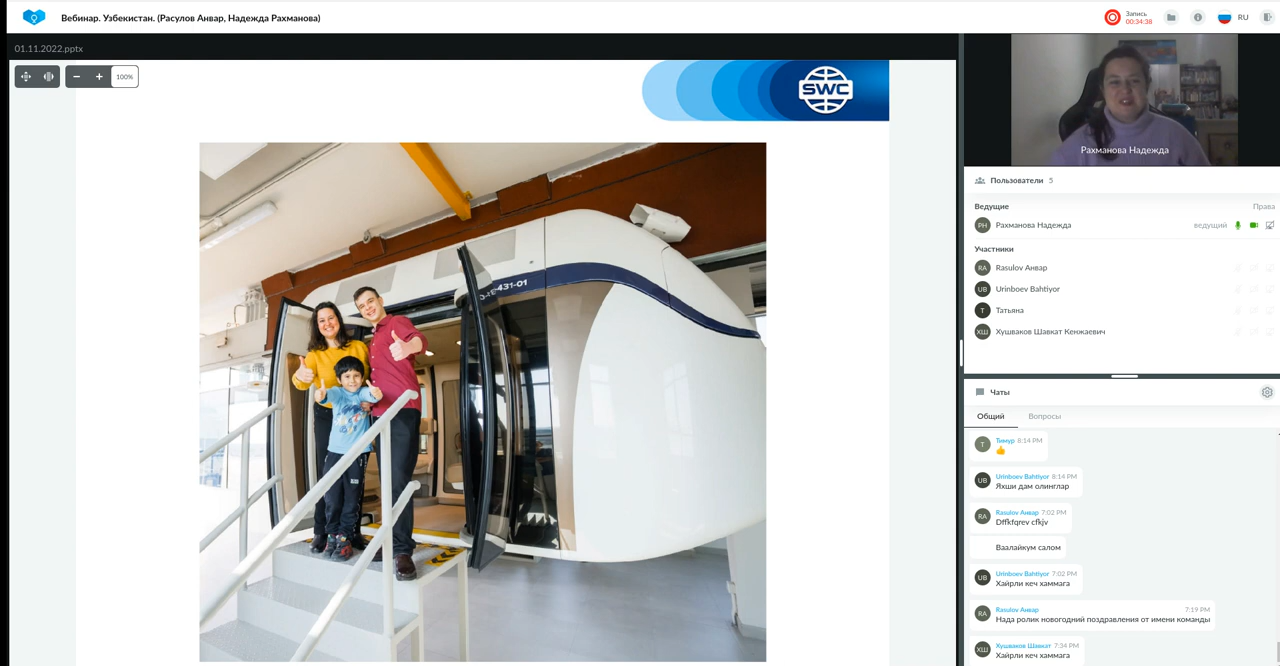 Вебинар. Узбекистан. (Расулов Анвар, Надежда Рахманова)
Запись
00:34:38
RU
01.11.2022.pptx
100%
SWC
431-01
Рахманова Надежда
Пользователи 5
Ведущие Права
РН Рахманова Надежда ведущий
Участники
RA Rasulov Анвар
UB Urinboev Bahtiyor
Т Татьяна
ХШ Хушваков Шавкат Кенжаевич
Чаты
Общий Вопросы
Т Тимур 8:14 PM
UB Urinboev Bahtiyor 8:14 PM
Яхши дам олинглар
RA Rasulov Анвар 7:02 PM
Dffkfqrev cfkjv
Ваалайкум салом
UB Urinboev Bahtiyor 7:02 PM
Хайрли кеч хаммага
RA Rasulov Анвар 7:19 PM
Нада ролик новогодний поздравления от имени команды
ХШ Хушваков Шавкат 7:34 PM
Хайрли кеч хаммага